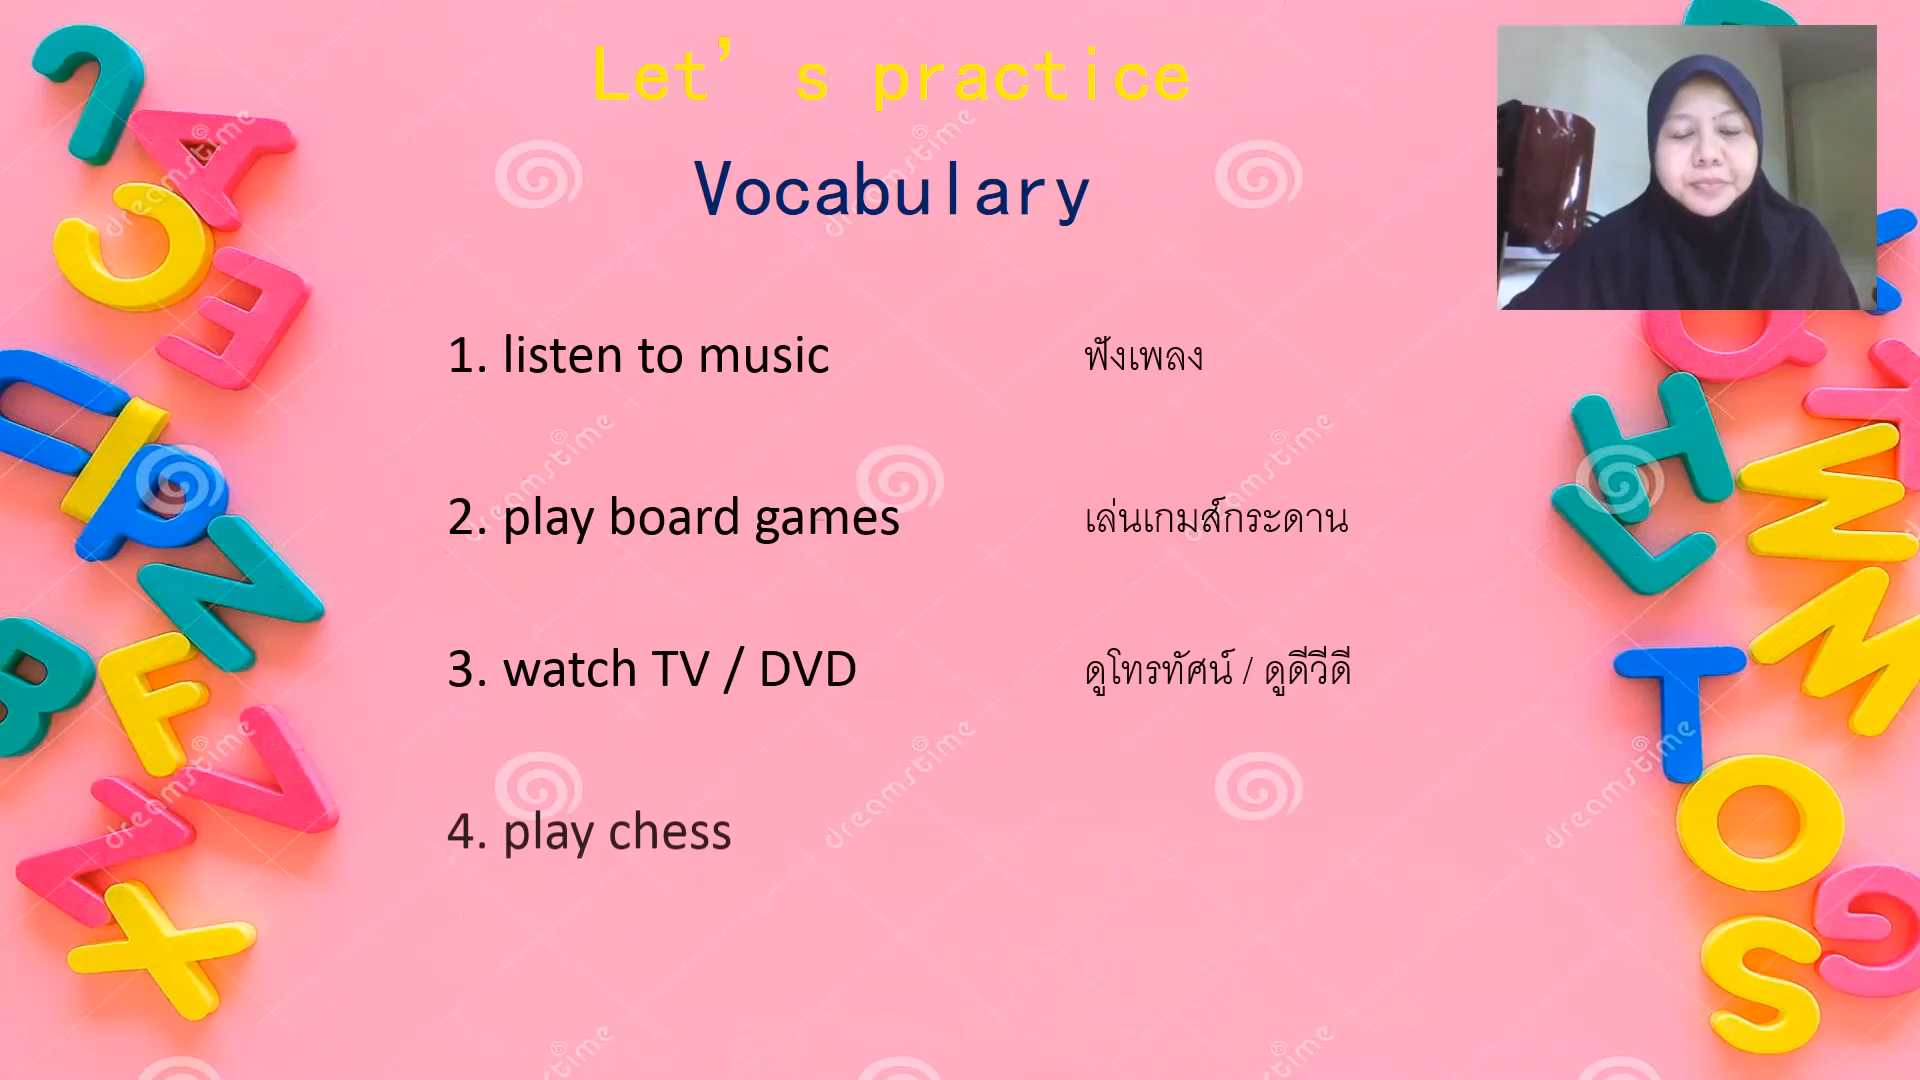 Let's practice
Vocabulary
1. listen to music ฟังเพลง
2. play board games เล่นเกมส์กระดาน
3. watch TV / DVD ดูโทรทัศน์ / ดูดีวีดี
4. play chess
dreamstime